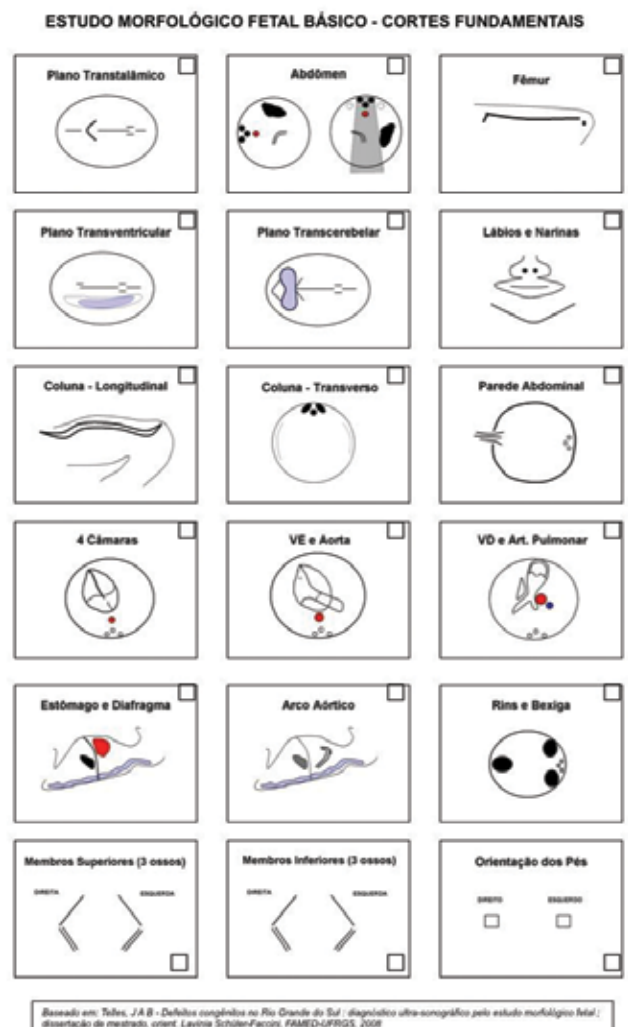 ESTUDO MORFOLÓGICO FETAL BÁSICO - CORTES FUNDAMENTAIS
Plano Transtalâmico
Abdômen
Fêmur
Plano Transventricular
Plano Transcerebelar
Lábios e Narinas
Coluna - Longitudinal
Coluna - Transverso
Parede Abdominal
4 Câmaras
VE e Aorta
VD e Art. Pulmonar
Estômago e Diafragma
Arco Aórtico
Rins e Bexiga
Membros Superiores (3 ossos)
DIREITA
ESQUERDA
Membros Inferiores (3 ossos)
DIREITA
ESQUERDA
Orientação dos Pés
DIREITO
ESQUERDO
Baseado em: Telles, J A B - Defeitos congênitos no Rio Grande do Sul : diagnóstico ultra-sonográfico pelo estudo morfológico fetal ;
dissertação de mestrado, orient. Lavínia Schüler-Faccini, FAMED-UFRGS, 2008